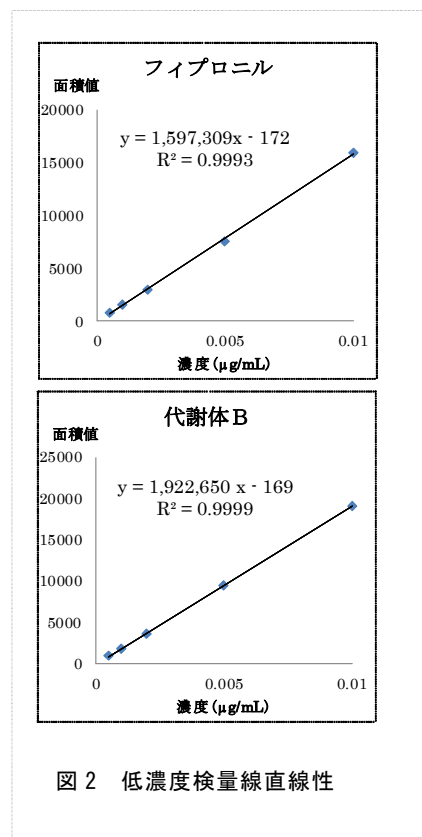 フィプロニル
面積値
20000
y = 1,597,309x - 172
R² = 0.9993
15000
10000
5000
0
0 0.005 0.01
濃度(μg/mL)
代謝体B
面積値
25000
y = 1,922,650 x - 169
R² = 0.9999
20000
15000
10000
5000
0
0 0.005 0.01
濃度(μg/mL)
図2 低濃度検量線直線性